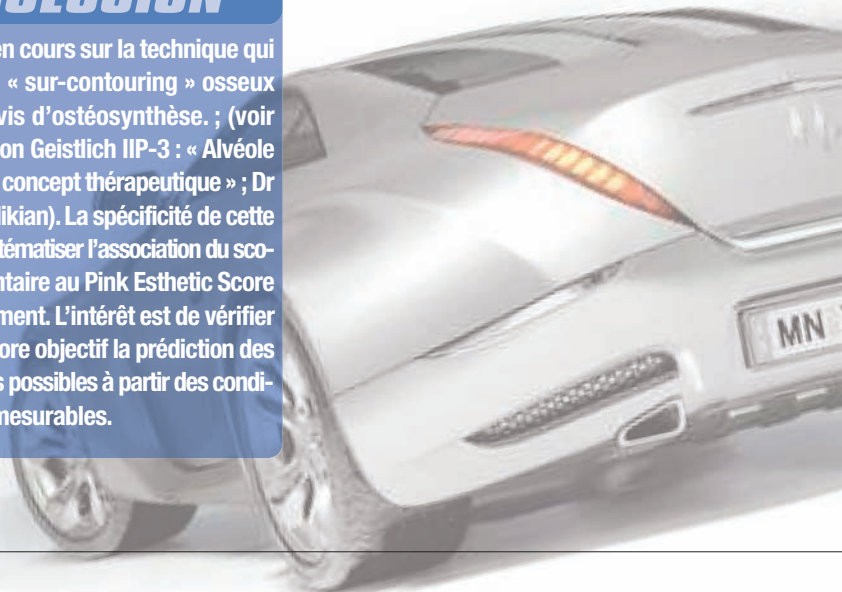 en cours sur la technique qui
« sur-contouring » osseux
vis d’ostéosynthèse. ; (voir
on Geistlich IIP-3 : « Alvéole
concept thérapeutique » ; Dr
likian). La spécificité de cette
tématiser l’association du sco-
ntaire au Pink Esthetic Score
ment. L’intérêt est de vérifier
ore objectif la prédiction des
s possibles à partir des condi-
mesurables.
MN